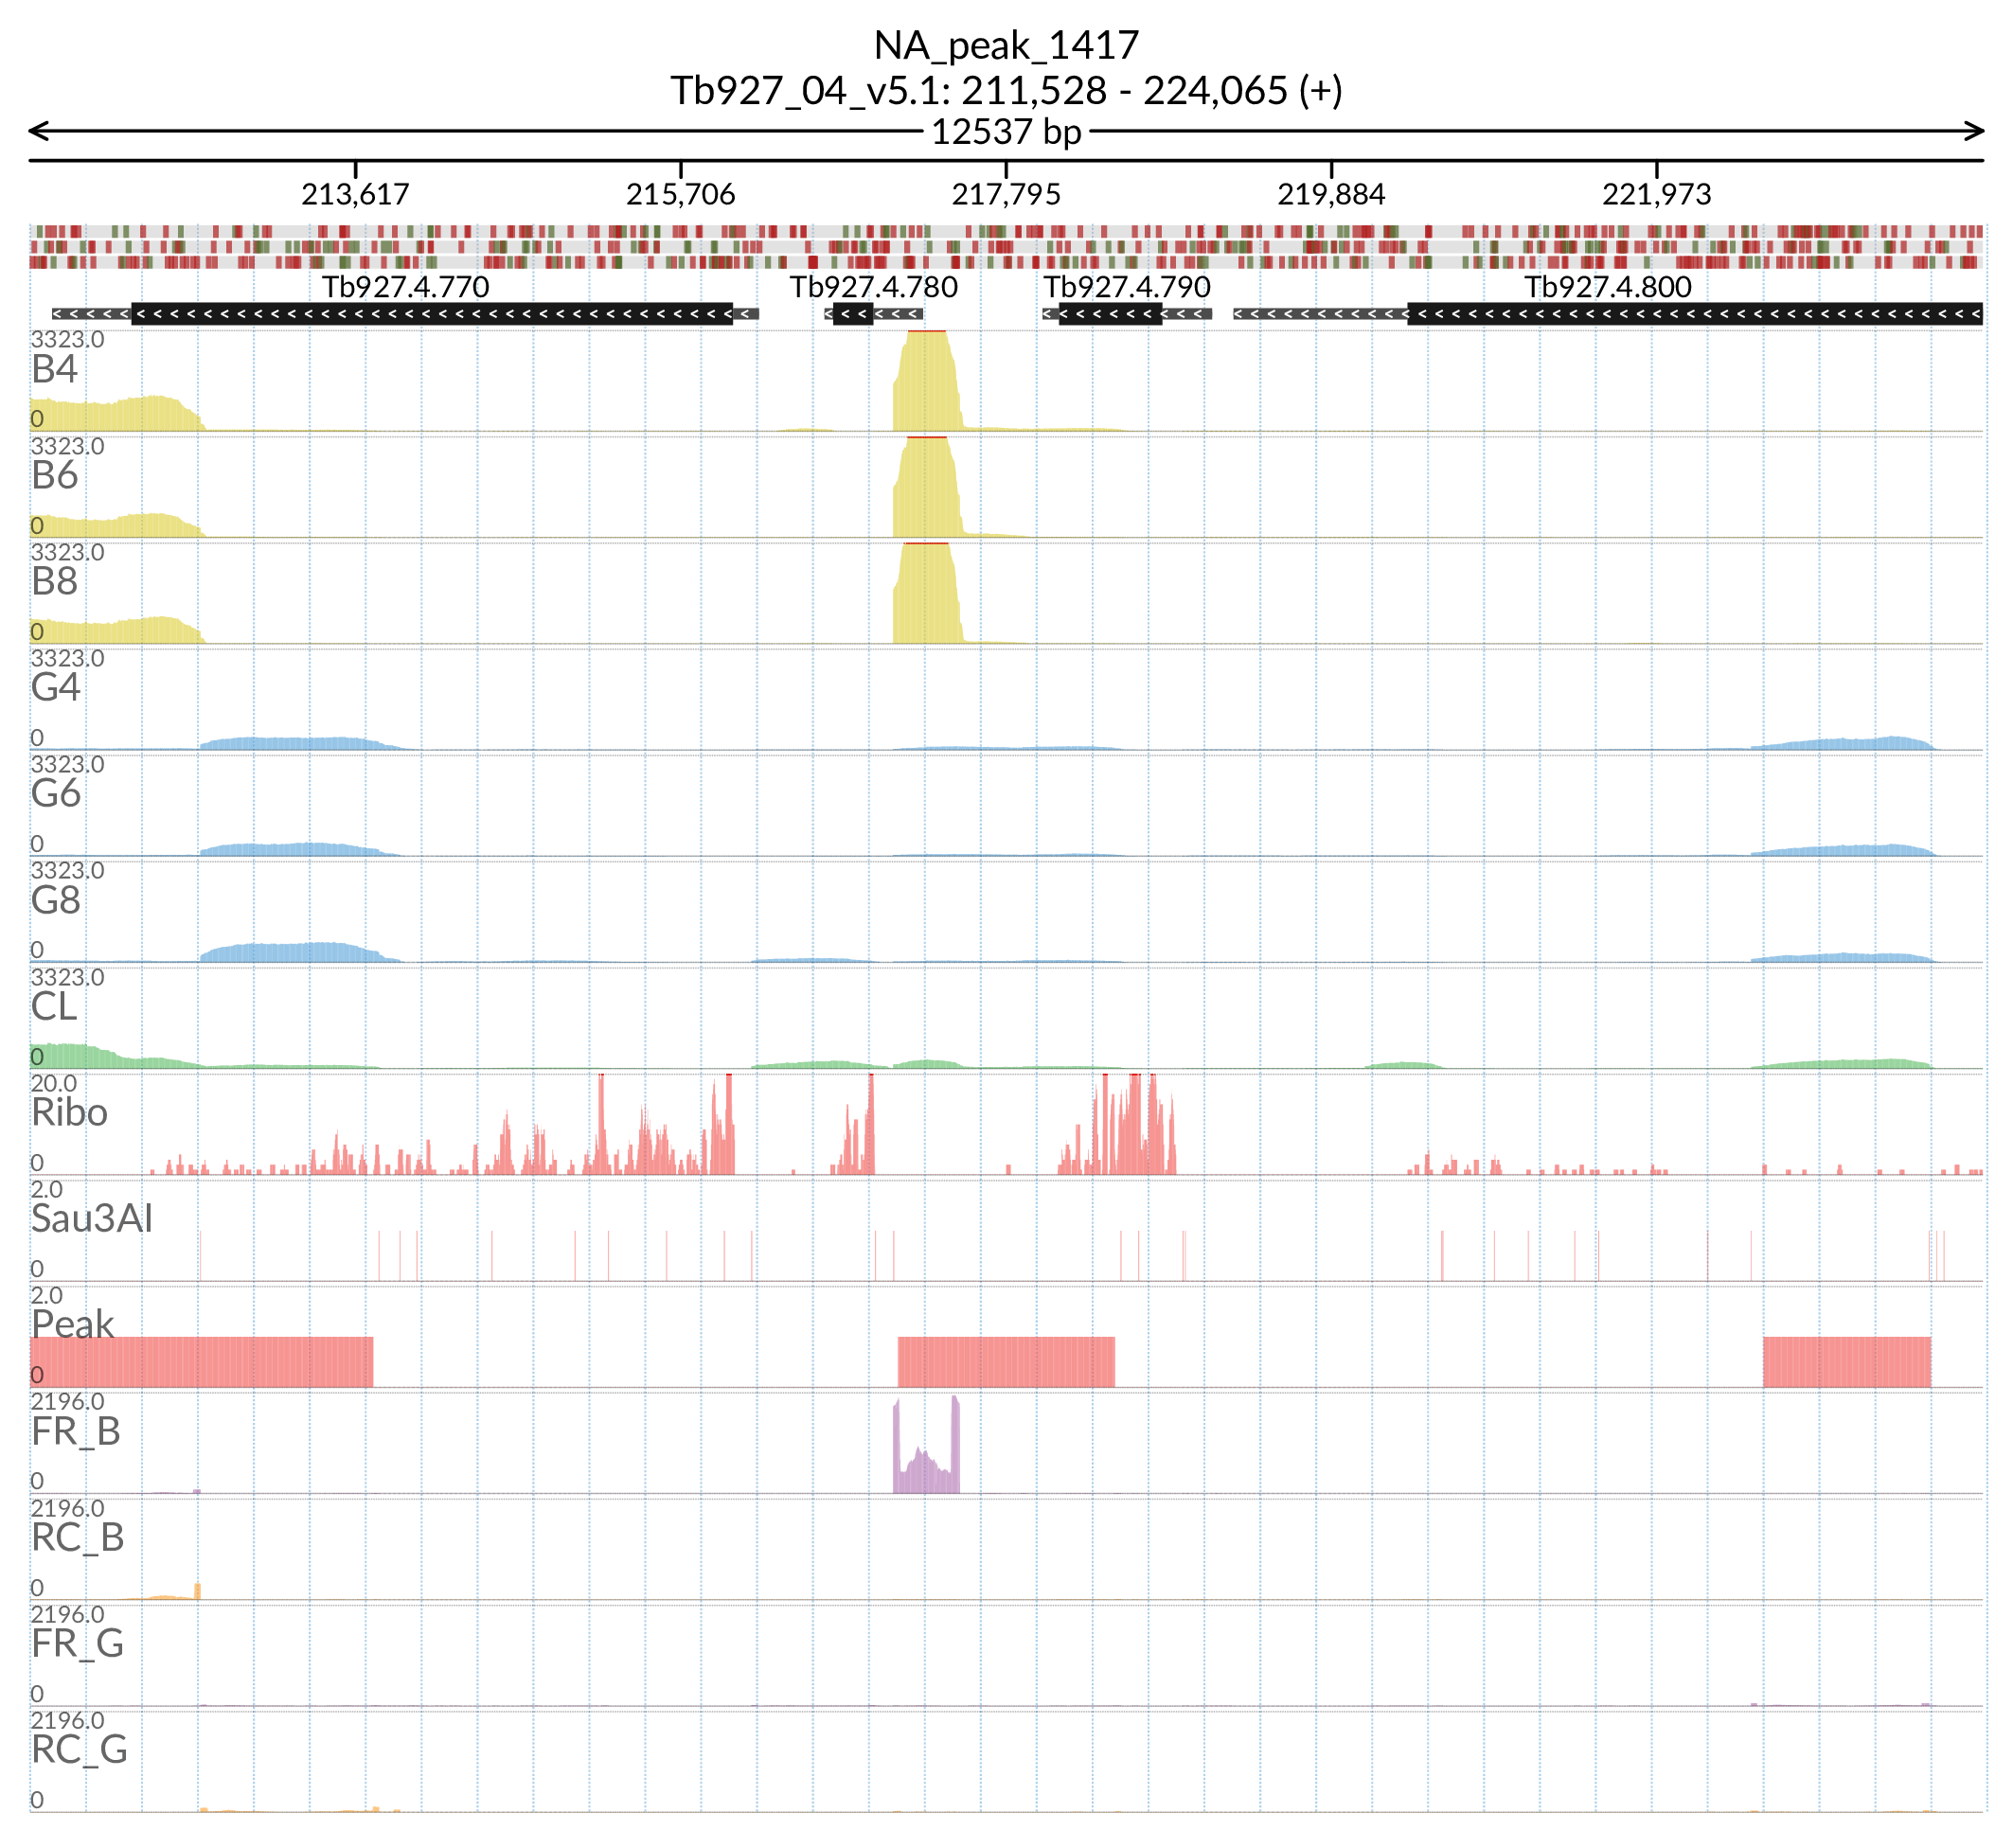 NA_peak_1417
Tb927_04_v5.1: 211,528 - 224,065 (+)
12537 bp
213,617 215,706 217,795 219,884 221,973
Tb927.4.770 Tb927.4.780 Tb927.4.790 Tb927.4.800
3323.0
B4
0
3323.0
B6
0
3323.0
B8
0
3323.0
G4
0
3323.0
G6
0
3323.0
G8
0
3323.0
CL
0
20.0
Ribo
0
2.0
Sau3AI
0
2.0
Peak
0
2196.0
FR_B
0
2196.0
RC_B
0
2196.0
FR_G
0
2196.0
RC_G
0